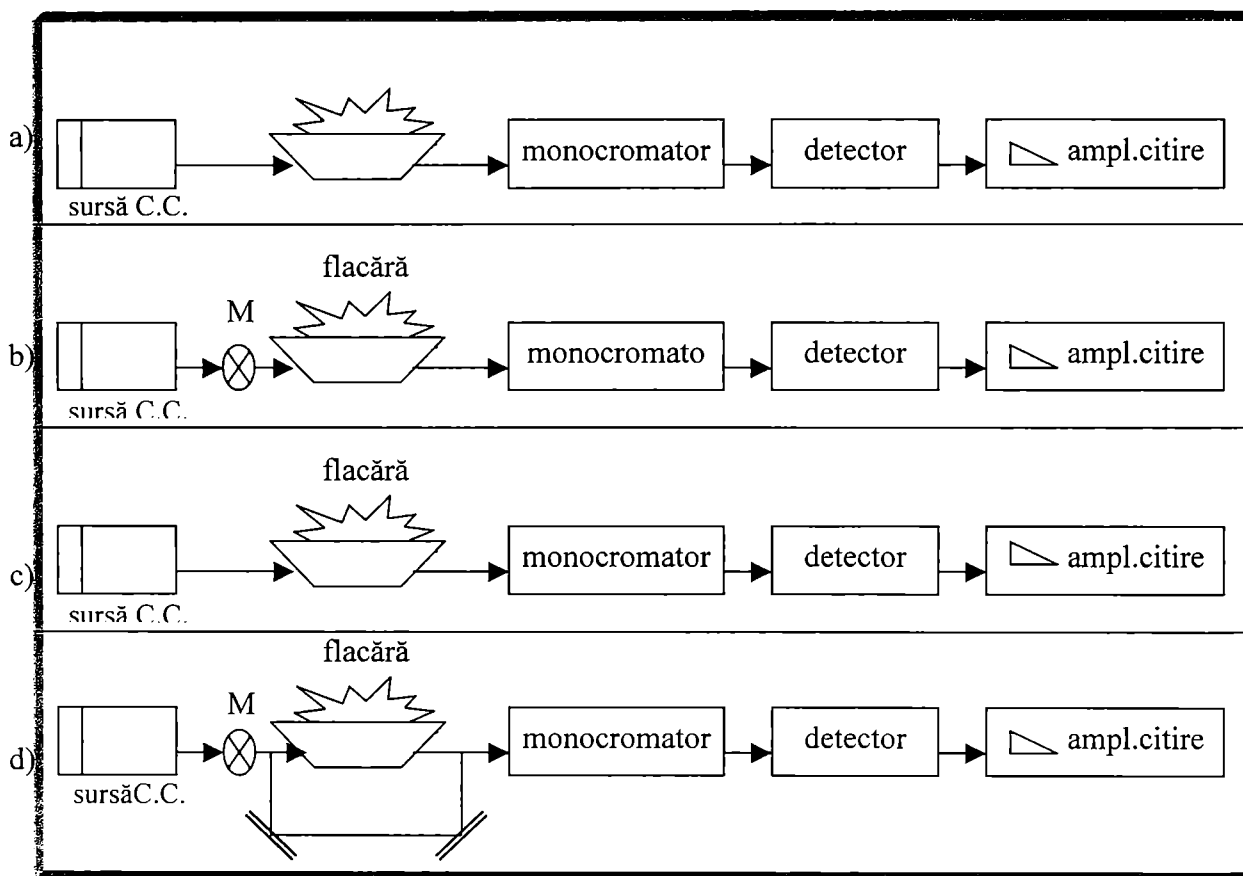 a)
monocromator detector ampl.citire
sursă C.C.
flacără
M
b)
monocromato detector ampl.citire
sursă C.C.
flacără
monocromator detector ampl.citire
c)
sursă C.C.
flacără
M
monocromator detector ampl.citire
d)
sursăC.C.